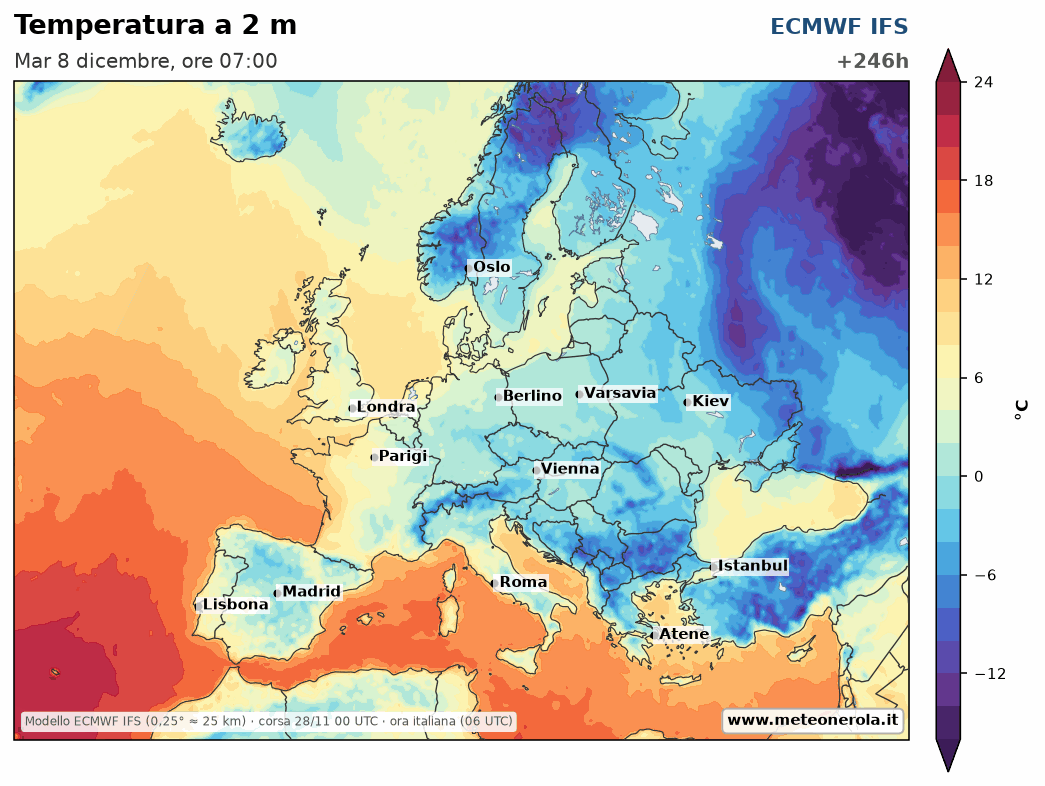 Temperatura a 2 m
ECMWF IFS
Mar 8 dicembre, ore 07:00
+246h
24
18
12
6
0
−6
−12
°C
Oslo
Berlino
Varsavia
Kiev
Londra
Parigi
Vienna
Istanbul
Roma
Madrid
Lisbona
Atene
Modello ECMWF IFS (0,25° ≈ 25 km) · corsa 28/11 00 UTC · ora italiana (06 UTC)
www.meteonerola.it